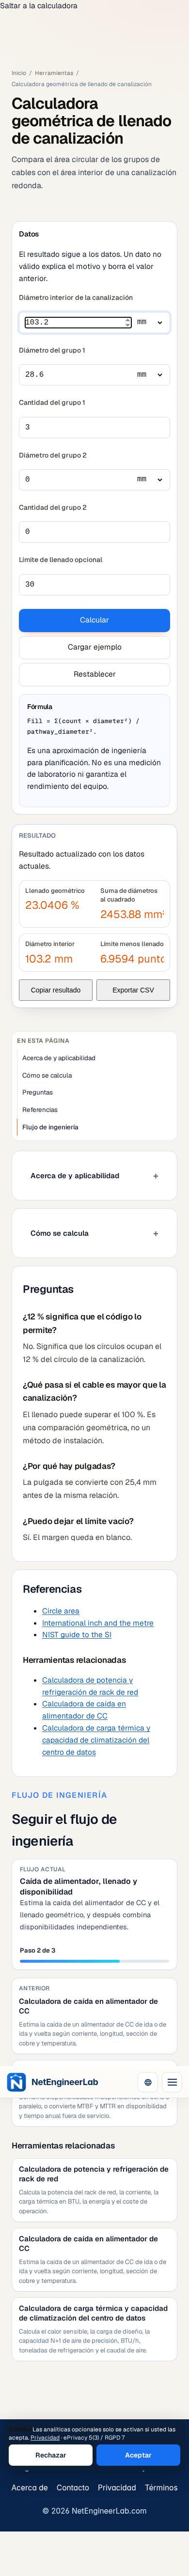 Saltar a la calculadora
Inicio / Herramientas /
Calculadora geométrica de llenado de canalización
Calculadora
geométrica de llenado
de canalización
Compara el área circular de los grupos de
cables con el área interior de una canalización
redonda.
Datos
El resultado sigue a los datos. Un dato no
válido explica el motivo y borra el valor
anterior.
Diámetro interior de la canalización
103.2 mm
Diámetro del grupo 1
28.6 mm
Cantidad del grupo 1
3
Diámetro del grupo 2
0 mm
Cantidad del grupo 2
0
Límite de llenado opcional
30
Calcular
Cargar ejemplo
Restablecer
Fórmula
Fill = Σ(count × diameter²) /
pathway_diameter².
Es una aproximación de ingeniería
para planificación. No es una medición
de laboratorio ni garantiza el
rendimiento del equipo.
RESULTADO
Resultado actualizado con los datos
actuales.
Llenado geométrico
23.0406 %
Suma de diámetros
al cuadrado
2453.88 mm²
Diámetro interior
103.2 mm
Límite menos llenado
6.9594 punto
Copiar resultado
Exportar CSV
EN ESTA PÁGINA
Acerca de y aplicabilidad
Cómo se calcula
Preguntas
Referencias
Flujo de ingeniería
Acerca de y aplicabilidad +
Cómo se calcula +
Preguntas
¿12 % significa que el código lo
permite?
No. Significa que los círculos ocupan el
12 % del círculo de la canalización.
¿Qué pasa si el cable es mayor que la
canalización?
El llenado puede superar el 100 %. Es
una comparación geométrica, no un
método de instalación.
¿Por qué hay pulgadas?
La pulgada se convierte con 25,4 mm
antes de la misma relación.
¿Puedo dejar el límite vacío?
Sí. El margen queda en blanco.
Referencias
Circle area
International inch and the metre
NIST guide to the SI
Herramientas relacionadas
Calculadora de potencia y
refrigeración de rack de red
Calculadora de caída en
alimentador de CC
Calculadora de carga térmica y
capacidad de climatización del
centro de datos
FLUJO DE INGENIERÍA
Seguir el flujo de
ingeniería
FLUJO ACTUAL
Caída de alimentador, llenado y
disponibilidad
Estima la caída del alimentador de CC y el
llenado geométrico, y después combina
disponibilidades independientes.
Paso 2 de 3
ANTERIOR
Calculadora de caída en alimentador de
CC
Estima la caída de un alimentador de CC de ida o de
ida y vuelta según corriente, longitud, sección de
cobre y temperatura.
NetEngineerLab
paralelo, o convierte MTBF y MTTR en disponibilidad
y tiempo anual fuera de servicio.
Herramientas relacionadas
Calculadora de potencia y refrigeración de
rack de red
Calcula la potencia del rack de red, la corriente, la
carga térmica en BTU, la energía y el coste de
operación.
Calculadora de caída en alimentador de
CC
Estima la caída de un alimentador de CC de ida o de
ida y vuelta según corriente, longitud, sección de
cobre y temperatura.
Calculadora de carga térmica y capacidad
de climatización del centro de datos
Calcula el calor sensible, la carga de diseño, la
capacidad N+1 de aire de precisión, BTU/h,
toneladas de refrigeración y el caudal de aire.
Las analíticas opcionales solo se activan si usted las
acepta. Privacidad · ePrivacy 5(3) / RGPD 7
Rechazar
Aceptar
Acerca de Contacto Privacidad Términos
© 2026 NetEngineerLab.com